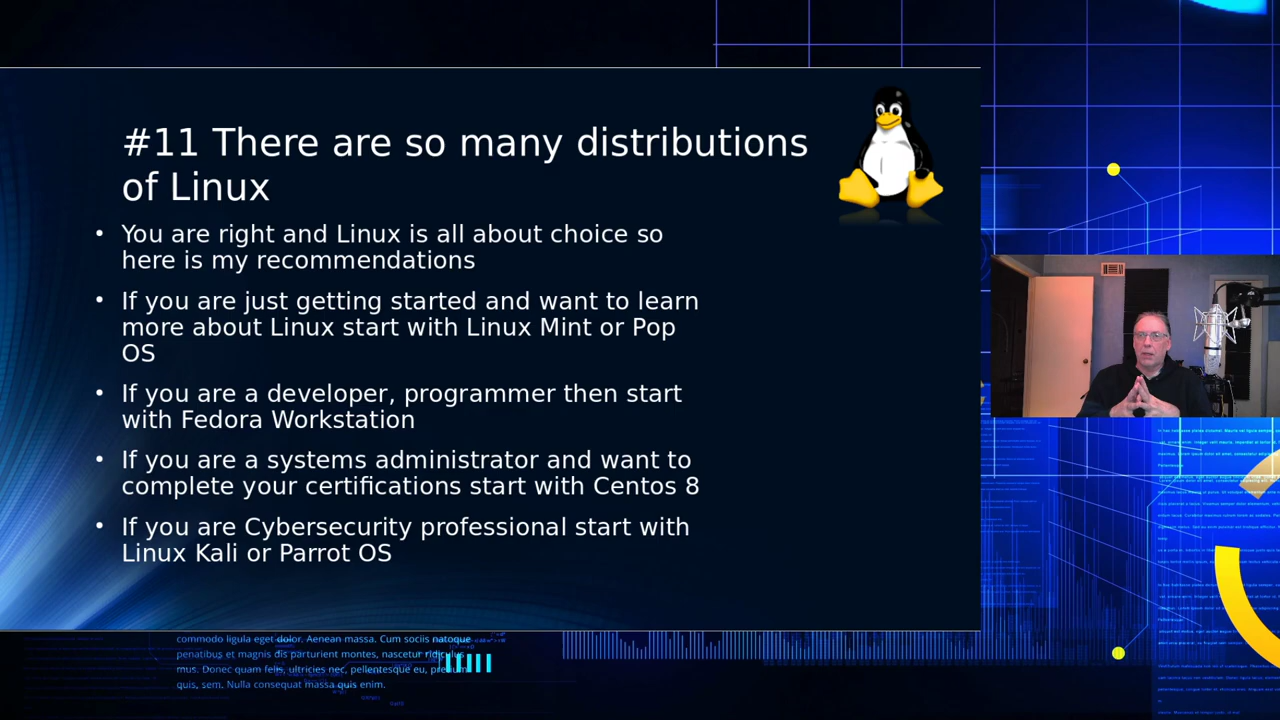 #11 There are so many distributions
of Linux
• You are right and Linux is all about choice so
here is my recommendations
• If you are just getting started and want to learn
more about Linux start with Linux Mint or Pop
OS
• If you are a developer, programmer then start
with Fedora Workstation
• If you are a systems administrator and want to
complete your certifications start with Centos 8
• If you are Cybersecurity professional start with
Linux Kali or Parrot OS
commodo ligula eget dolor. Aenean massa. Cum sociis natoque
penatibus et magnis dis parturient montes, nascetur ridiculus
mus. Donec quam felis, ultricies nec, pellentesque eu, pretium
quis, sem. Nulla consequat massa quis enim.